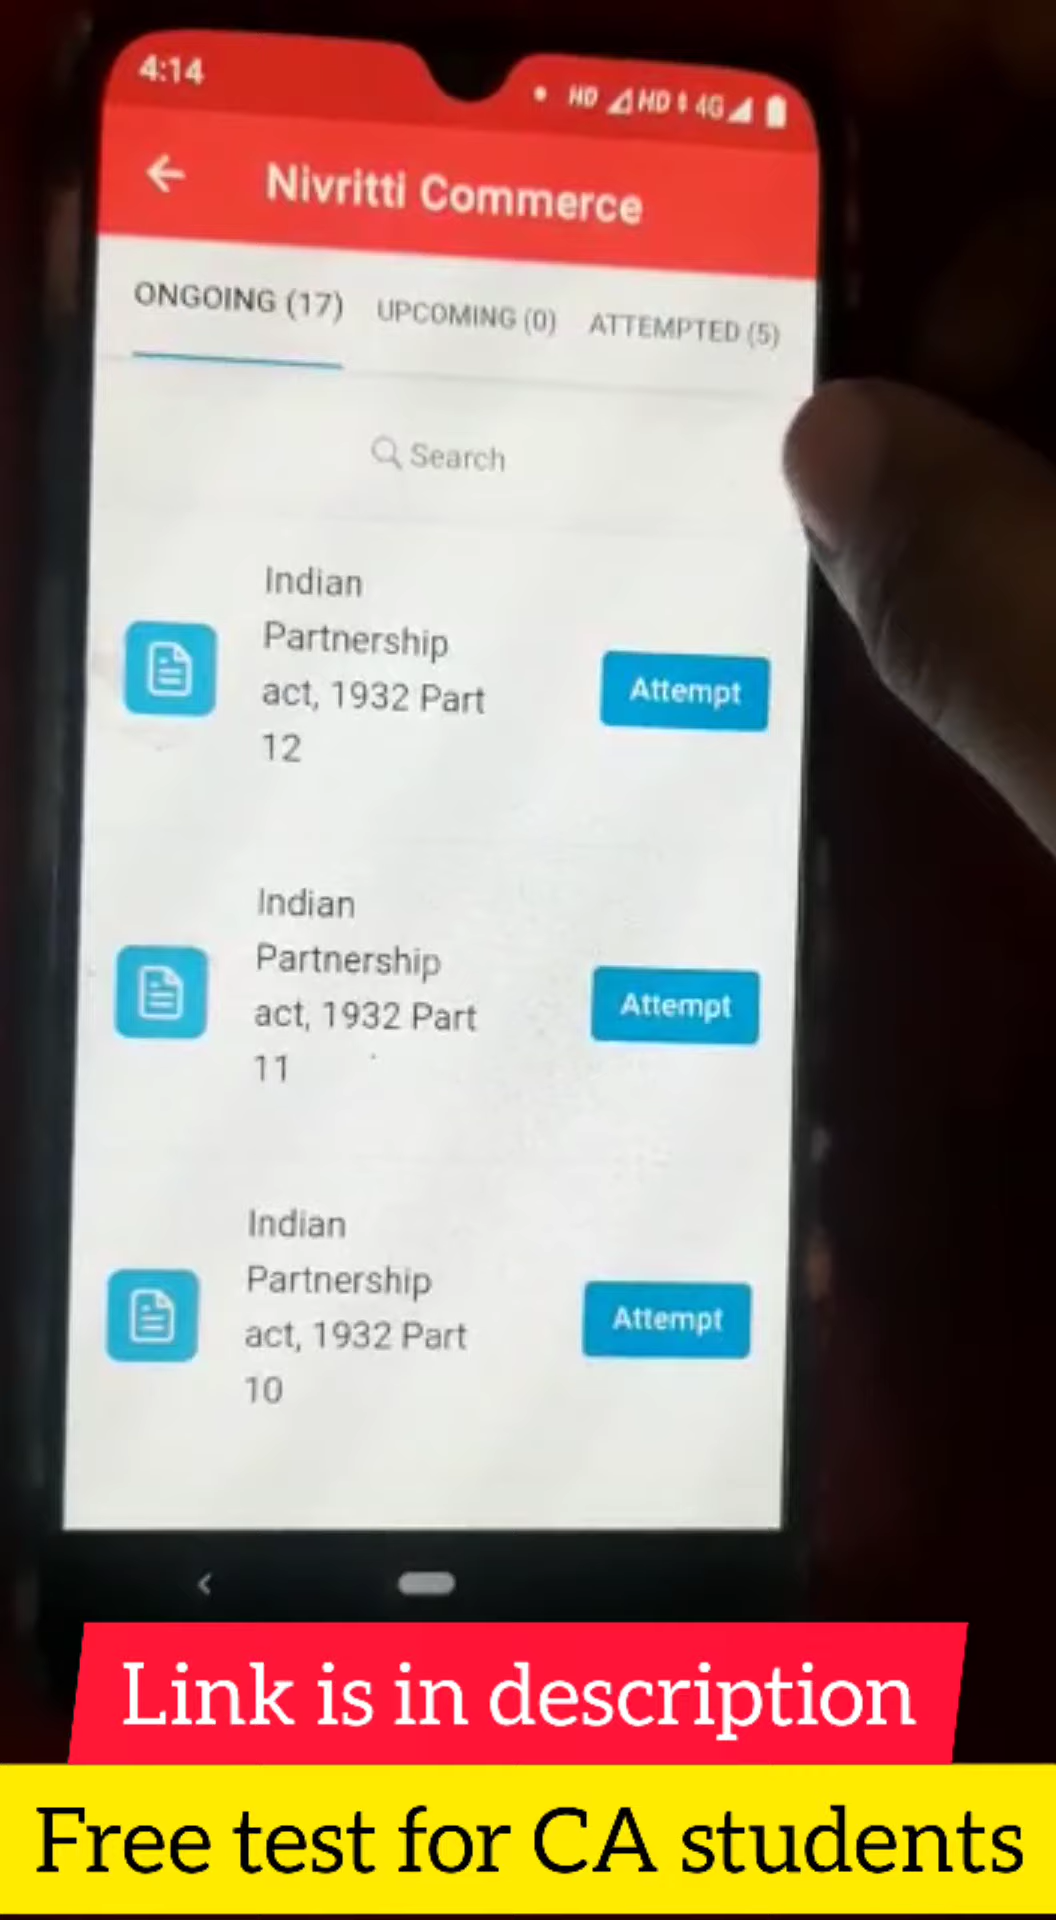 4:14
HD HD 4G
Nivritti Commerce
ONGOING (17) UPCOMING (0) ATTEMPTED (5)
Search
Indian
Partnership
act, 1932 Part
12
Attempt
Indian
Partnership
act, 1932 Part
11
Attempt
Indian
Partnership
act, 1932 Part
10
Attempt
Link is in description
Free test for CA students